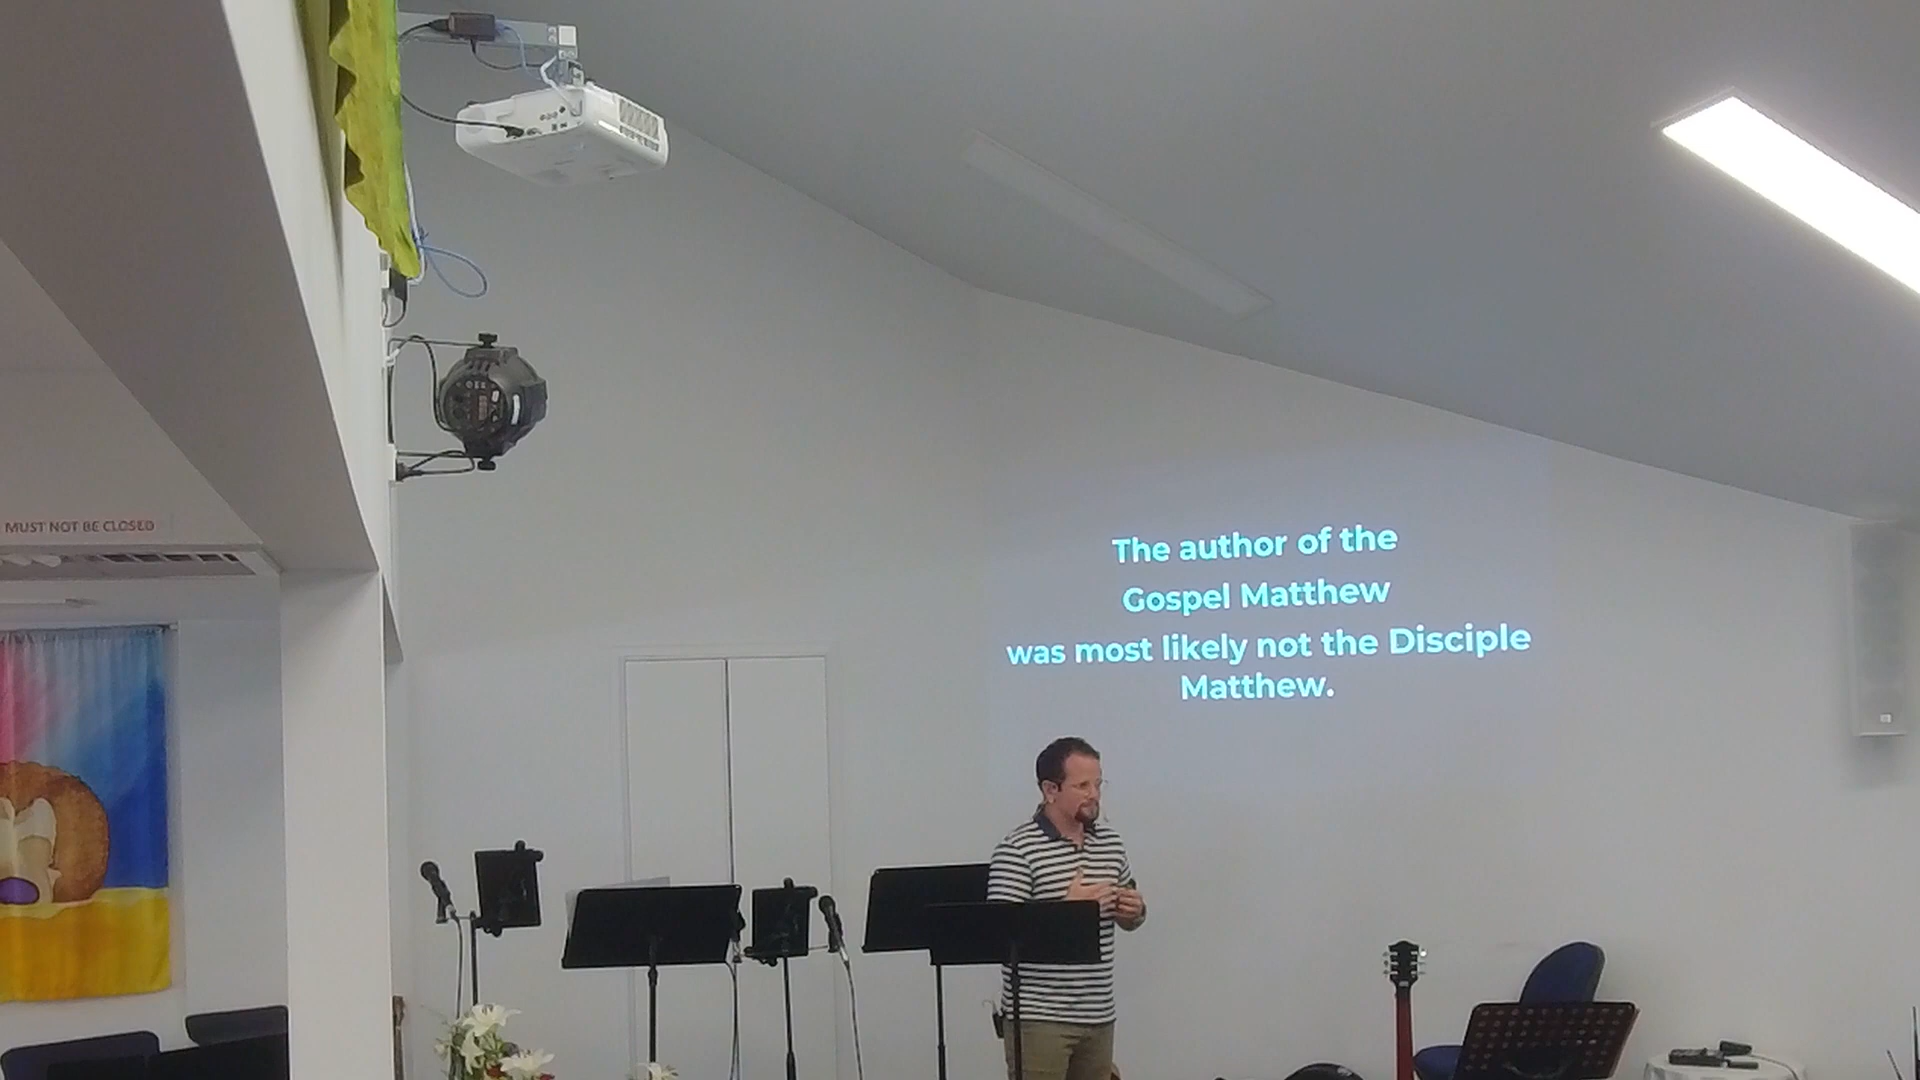 MUST NOT BE CLOSED
The author of the
Gospel Matthew
was most likely not the Disciple
Matthew.